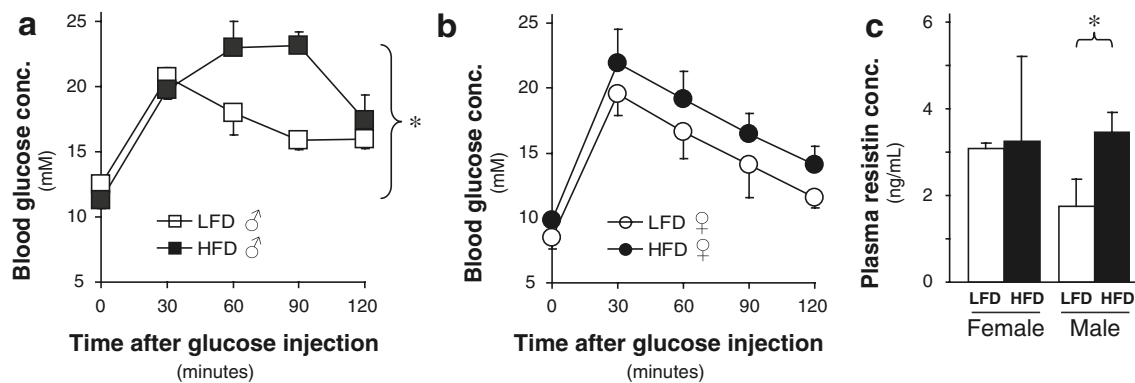 a
Blood glucose conc.
(mM)
25
20
15
10
5
LFD ♂
HFD ♂
*
0 30 60 90 120
Time after glucose injection
(minutes)
b
Blood glucose conc.
(mM)
25
20
15
10
5
LFD ♀
HFD ♀
0 30 60 90 120
Time after glucose injection
(minutes)
c
Plasma resistin conc.
(ng/mL)
6
4
2
0
*
LFD HFD LFD HFD
Female Male